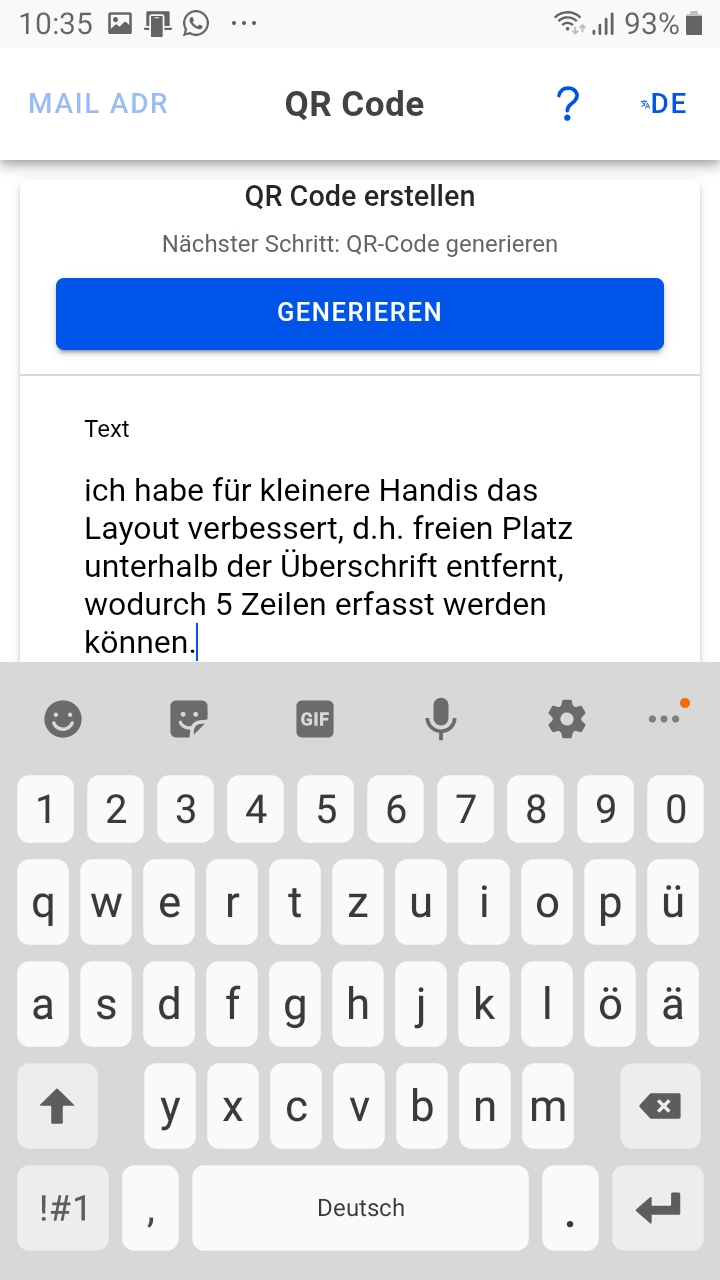 10:35 93%
MAIL ADR QR Code ? DE
QR Code erstellen
Nächster Schritt: QR-Code generieren
GENERIEREN
Text
ich habe für kleinere Handis das
Layout verbessert, d.h. freien Platz
unterhalb der Überschrift entfernt,
wodurch 5 Zeilen erfasst werden
können.
GIF
1 2 3 4 5 6 7 8 9 0
q w e r t z u i o p ü
a s d f g h j k l ö ä
y x c v b n m
!#1 , Deutsch .